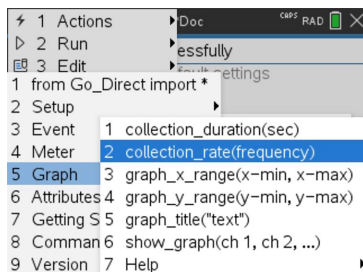 1 Actions
Doc
CAPS RAD
2 Run
essfully
3 Edit
fault settings
1 from Go_Direct import *
2 Setup
3 Event
4 Meter
5 Graph
6 Attributes
7 Getting S
8 Comman
9 Version
1 collection_duration(sec)
2 collection_rate(frequency)
3 graph_x_range(x-min, x-max)
4 graph_y_range(y-min, y-max)
5 graph_title("text")
6 show_graph(ch 1, ch 2, ...)
7 Help